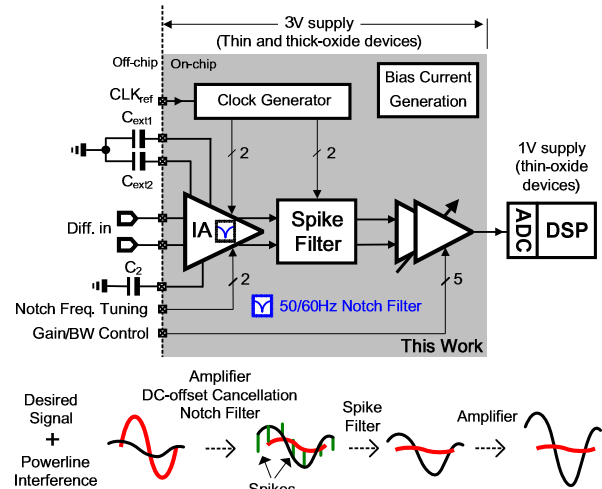 3V supply
(Thin and thick-oxide devices)
Off-chip
On-chip
CLKref
Clock Generator
Bias Current
Generation
Cext1
Cext2
2
2
1V supply
(thin-oxide
devices)
Diff. in
IA
Spike
Filter
ADC
DSP
C2
2
5
Notch Freq. Tuning
50/60Hz Notch Filter
Gain/BW Control
This Work
Desired
Signal
+
Powerline
Interference
Amplifier
DC-offset Cancellation
Notch Filter
Spike
Filter
Amplifier
Spikes